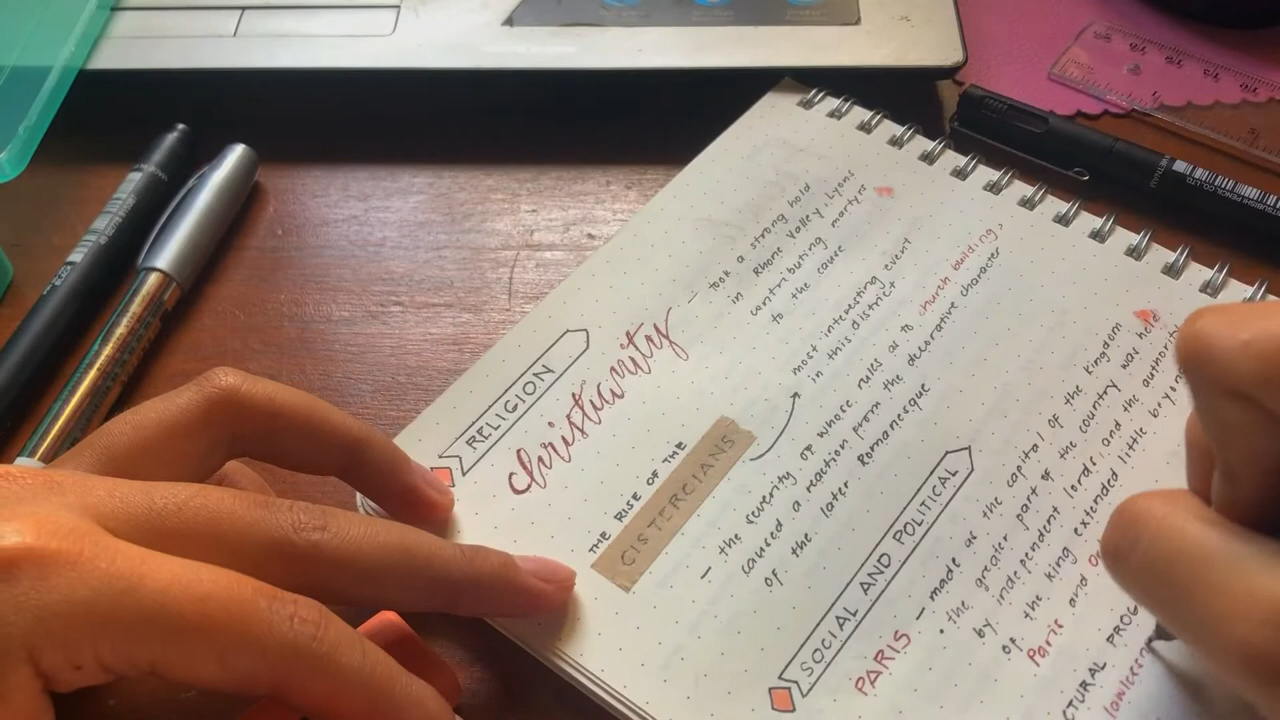 RELIGION
Christianity
- took a strong hold
in Rhone Valley, Lyons
contributing martyrs
to the cause
THE RISE OF THE
CISTERCIANS
most interesting event
in this district
- the severity of whose rules as to church building,
caused a reaction from the decorative character
of the later Romanesque
SOCIAL AND POLITICAL
PARIS - made as the capital of the kingdom
• the greater part of the country was held
by independent lords, and the authority
of the king extended little beyond
Paris and
VIETNAM